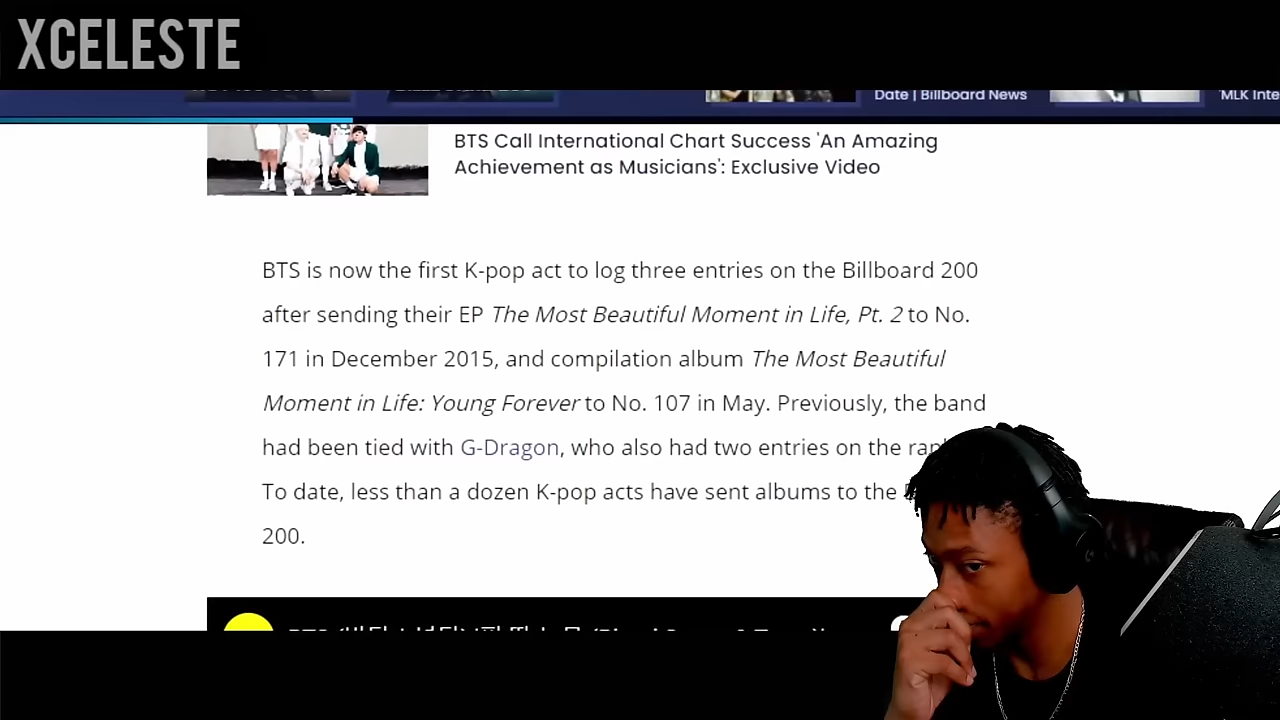 XCELESTE
Date | Billboard News
MLK Inte
BTS Call International Chart Success 'An Amazing
Achievement as Musicians': Exclusive Video
BTS is now the first K-pop act to log three entries on the Billboard 200
after sending their EP The Most Beautiful Moment in Life, Pt. 2 to No.
171 in December 2015, and compilation album The Most Beautiful
Moment in Life: Young Forever to No. 107 in May. Previously, the band
had been tied with G-Dragon, who also had two entries on the ran
To date, less than a dozen K-pop acts have sent albums to the
200.